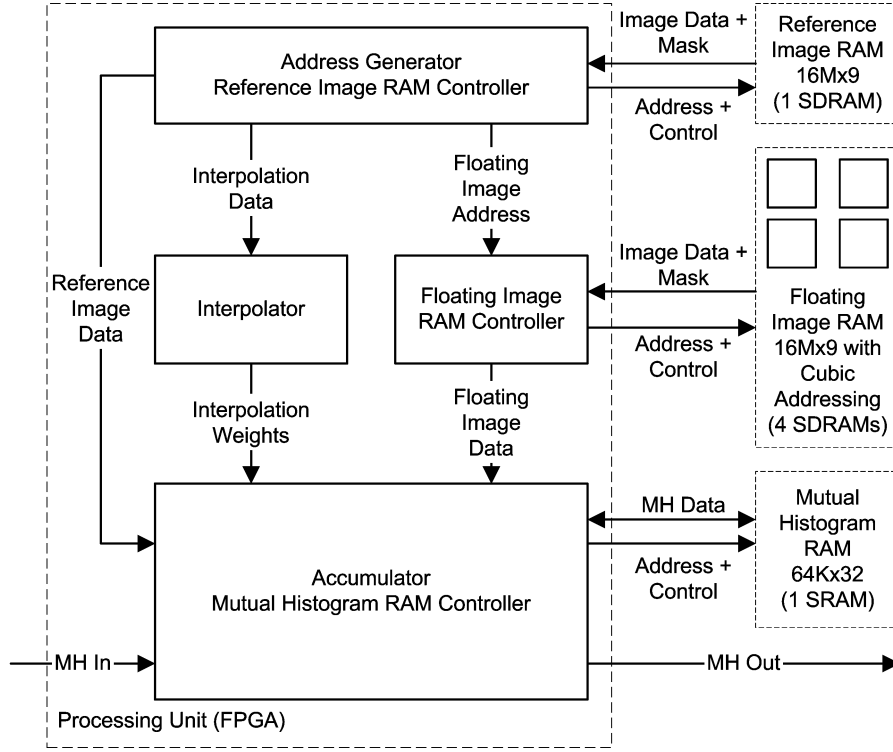 Address Generator
Reference Image RAM Controller
Image Data +
Mask
Address +
Control
Reference
Image RAM
16Mx9
(1 SDRAM)
Interpolation
Data
Floating
Image
Address
Reference
Image
Data
Interpolator
Floating Image
RAM Controller
Image Data +
Mask
Address +
Control
Floating
Image RAM
16Mx9 with
Cubic
Addressing
(4 SDRAMs)
Interpolation
Weights
Floating
Image
Data
Accumulator
Mutual Histogram RAM Controller
MH Data
Address +
Control
Mutual
Histogram
RAM
64Kx32
(1 SRAM)
MH In
MH Out
Processing Unit (FPGA)